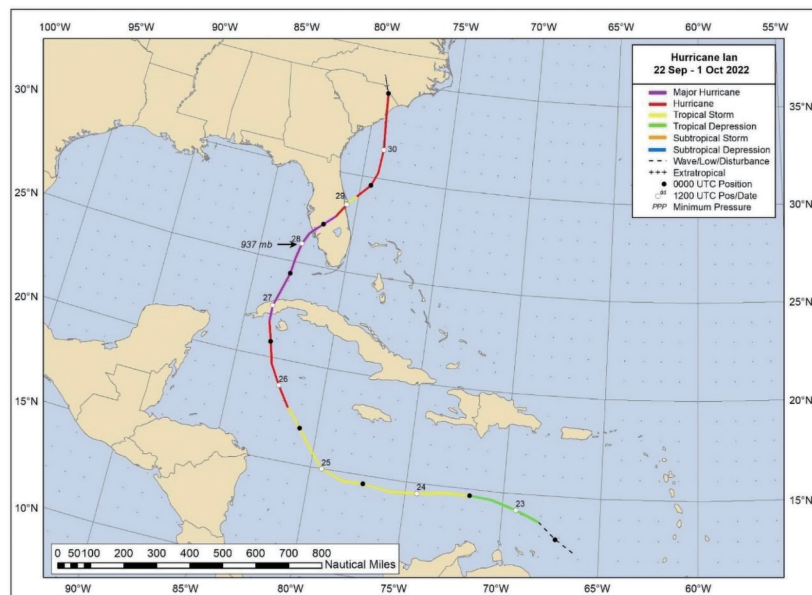 100°W 95°W 90°W 85°W 80°W 75°W 70°W 65°W 60°W 55°W
Hurricane Ian
22 Sep - 1 Oct 2022
Major Hurricane
Hurricane
Tropical Storm
Tropical Depression
Subtropical Storm
Subtropical Depression
Wave/Low/Disturbance
Extratropical
0000 UTC Position
dd 1200 UTC Pos/Date
PPP Minimum Pressure
30°N
35°N
30
25°N
29
30°N
28
937 mb
20°N
27
25°N
26
15°N
20°N
25
24
23
10°N
15°N
0 50 100 200 300 400 500 600 700 800
Nautical Miles
90°W 85°W 80°W 75°W 70°W 65°W 60°W